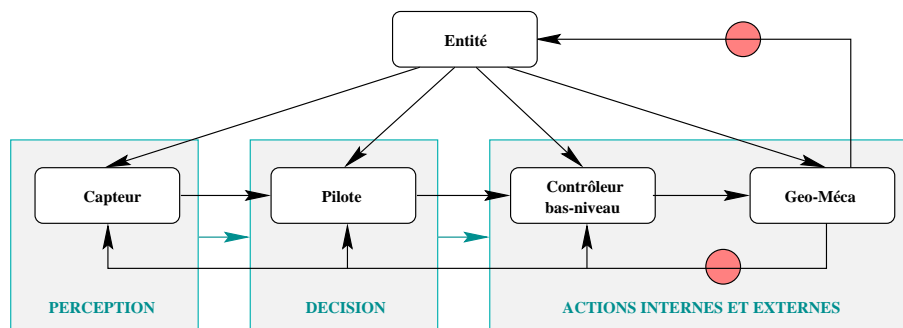 Entité
Capteur
Pilote
Contrôleur
bas-niveau
Geo-Méca
PERCEPTION
DECISION
ACTIONS INTERNES ET EXTERNES